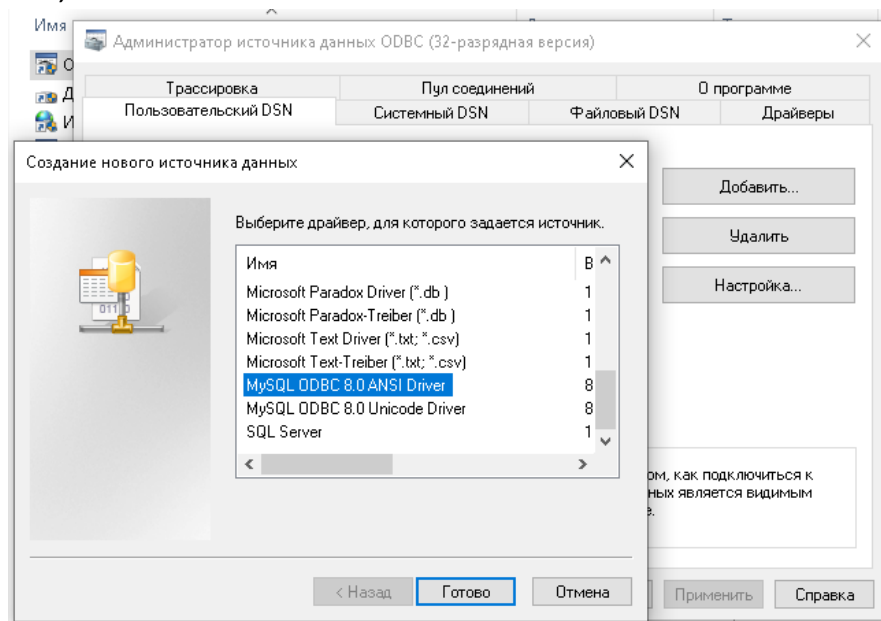 Имя
Администратор источника данных ODBC (32-разрядная версия)
Трассировка
Пул соединений
О программе
Пользовательский DSN
Системный DSN
Файловый DSN
Драйверы
Создание нового источника данных
Добавить...
Удалить
Настройка...
Выберите драйвер, для которого задается источник.
Имя В
Microsoft Paradox Driver (*.db ) 1
Microsoft Paradox-Treiber (*.db ) 1
Microsoft Text Driver (*.txt; *.csv) 1
Microsoft Text-Treiber (*.txt; *.csv) 1
MySQL ODBC 8.0 ANSI Driver 8
MySQL ODBC 8.0 Unicode Driver 8
SQL Server 1
как подключиться к
является видимым
< Назад
Готово
Отмена
Применить
Справка